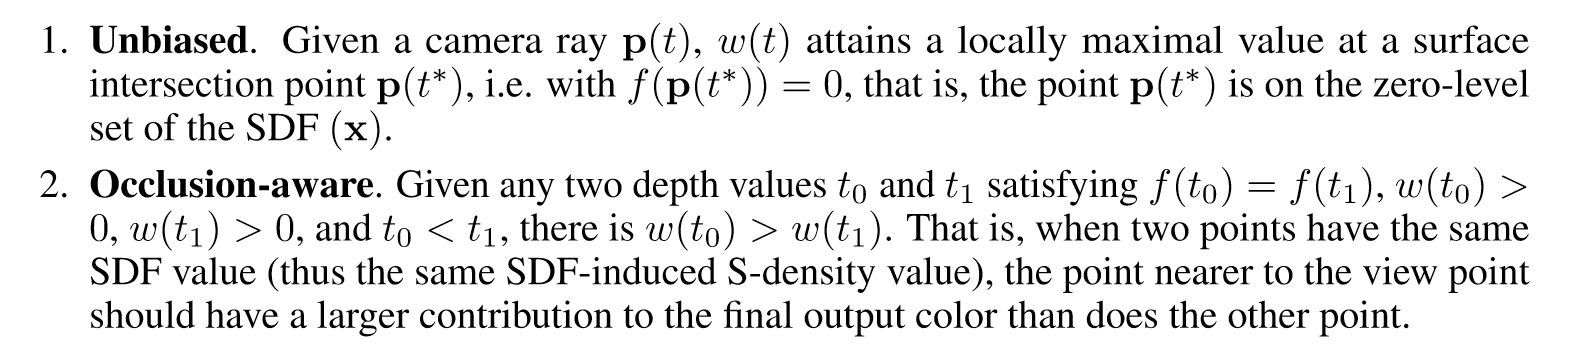 1. Unbiased. Given a camera ray p(t), w(t) attains a locally maximal value at a surface
intersection point p(t*), i.e. with f(p(t*)) = 0, that is, the point p(t*) is on the zero-level
set of the SDF (x).
2. Occlusion-aware. Given any two depth values t₀ and t₁ satisfying f(t₀) = f(t₁), w(t₀) >
0, w(t₁) > 0, and t₀ < t₁, there is w(t₀) > w(t₁). That is, when two points have the same
SDF value (thus the same SDF-induced S-density value), the point nearer to the view point
should have a larger contribution to the final output color than does the other point.